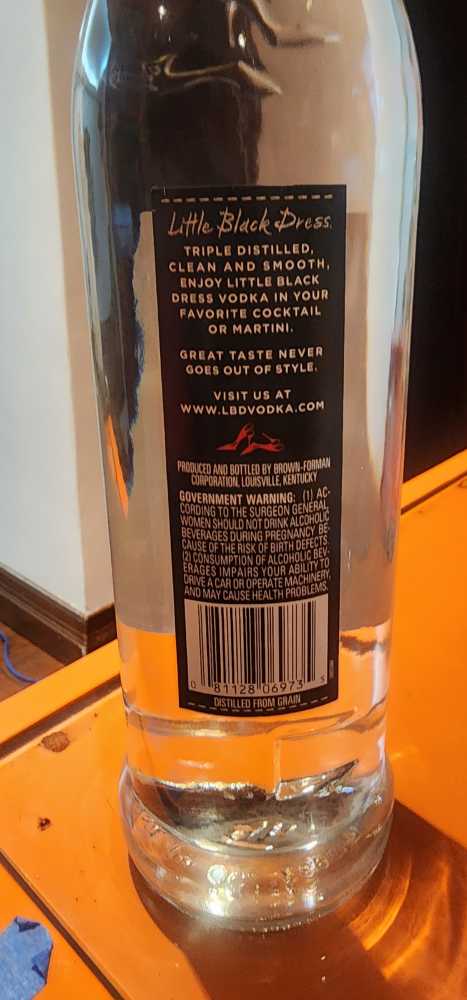 Little Black Dress
TRIPLE DISTILLED,
CLEAN AND SMOOTH,
ENJOY LITTLE BLACK
DRESS VODKA IN YOUR
FAVORITE COCKTAIL
OR MARTINI.
GREAT TASTE NEVER
GOES OUT OF STYLE.
VISIT US AT
WWW.LBDVODKA.COM
PRODUCED AND BOTTLED BY BROWN-FORMAN
CORPORATION, LOUISVILLE, KENTUCKY
GOVERNMENT WARNING: (1) AC-
CORDING TO THE SURGEON GENERAL,
WOMEN SHOULD NOT DRINK ALCOHOLIC
BEVERAGES DURING PREGNANCY BE-
CAUSE OF THE RISK OF BIRTH DEFECTS.
(2) CONSUMPTION OF ALCOHOLIC BEV-
ERAGES IMPAIRS YOUR ABILITY TO
DRIVE A CAR OR OPERATE MACHINERY,
AND MAY CAUSE HEALTH PROBLEMS.
0 81128 06973 5
DISTILLED FROM GRAIN